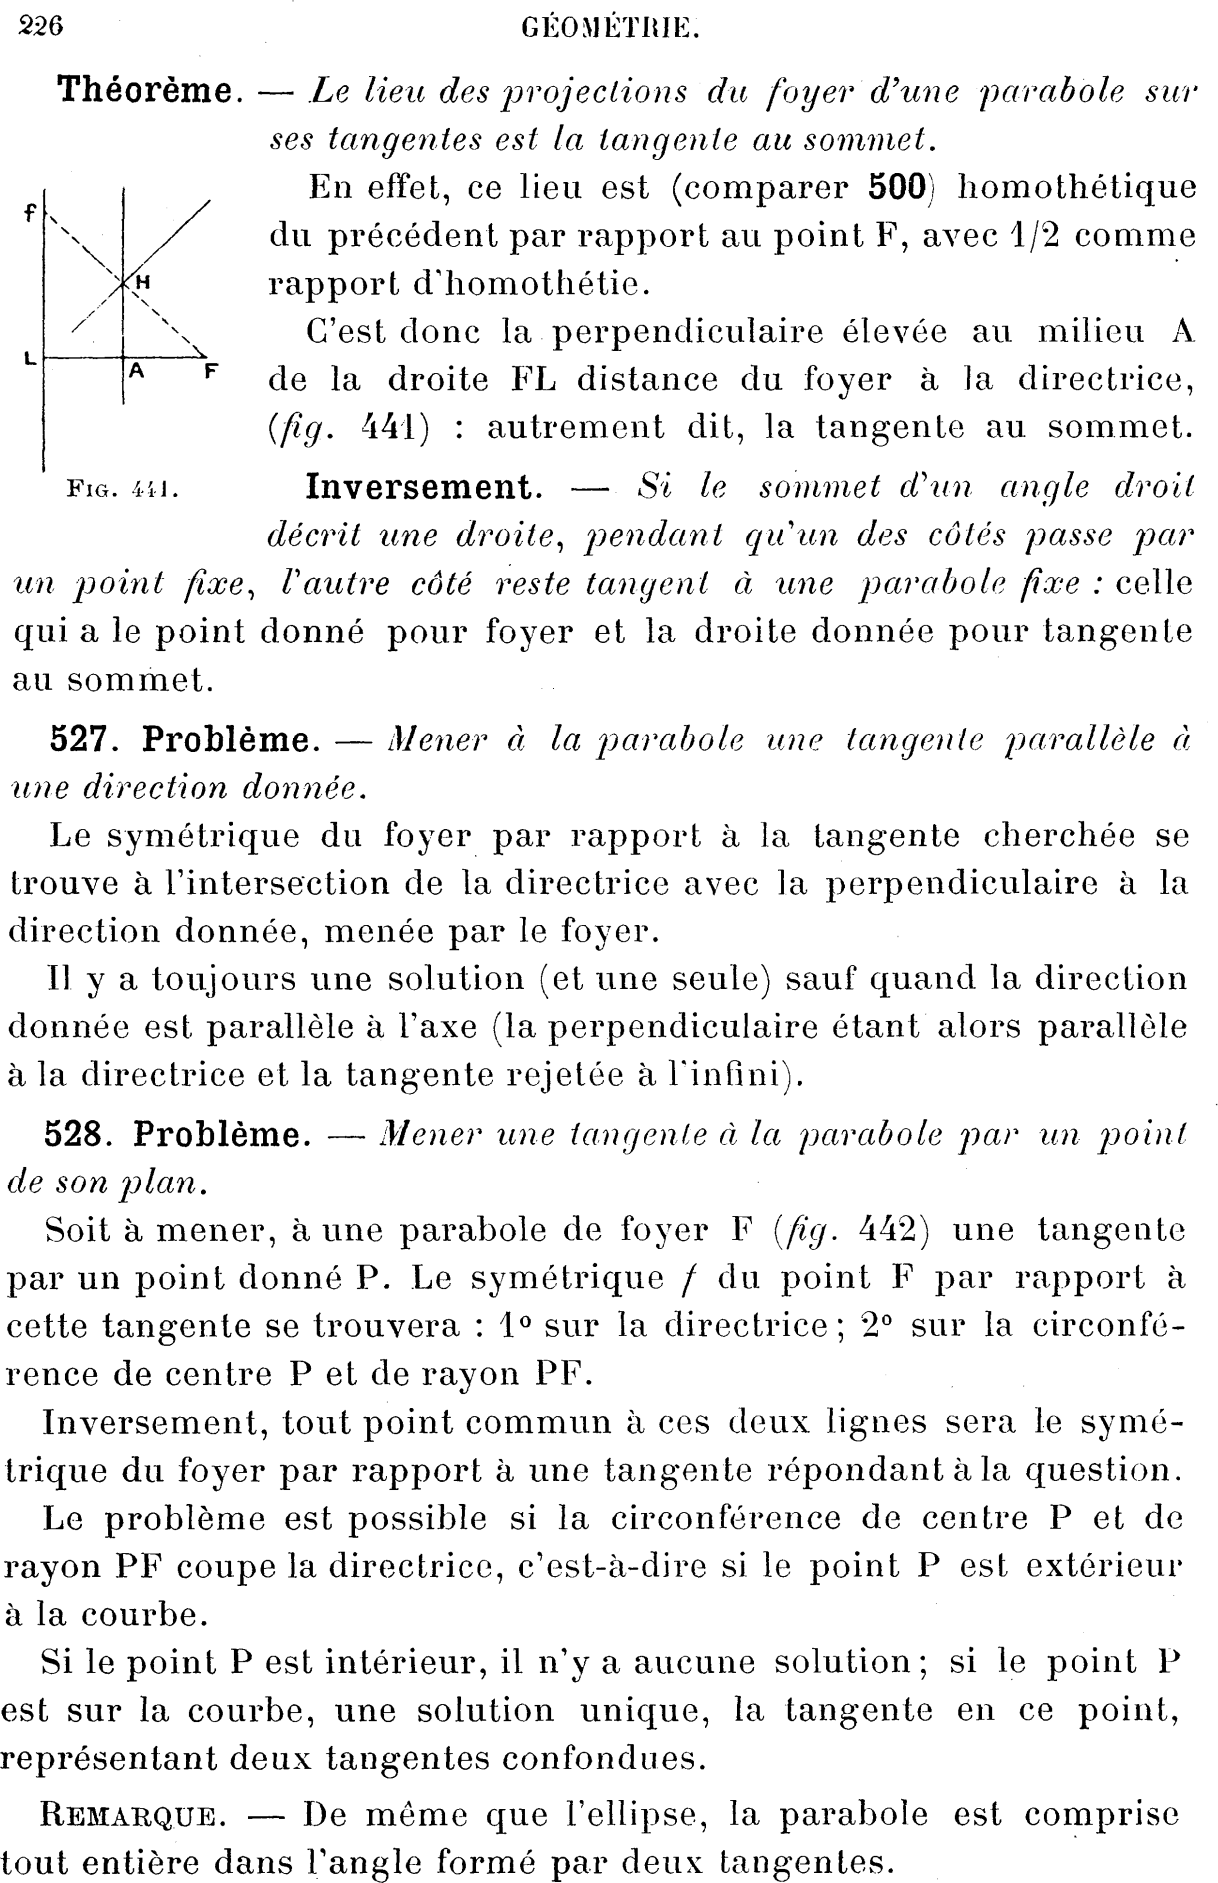 226 GÉOMÉTRIE.
Théorème. — Le lieu des projections du foyer d'une parabole sur
ses tangentes est la tangente au sommet.
En effet, ce lieu est (comparer 500) homothétique
du précédent par rapport au point F, avec 1/2 comme
rapport d'homothétie.
C'est donc la perpendiculaire élevée au milieu A
de la droite FL distance du foyer à la directrice,
(fig. 441) : autrement dit, la tangente au sommet.
f
H
L
A
F
FIG. 441.
Inversement. — Si le sommet d'un angle droit
décrit une droite, pendant qu'un des côtés passe par
un point fixe, l'autre côté reste tangent à une parabole fixe : celle
qui a le point donné pour foyer et la droite donnée pour tangente
au sommet.
527. Problème. — Mener à la parabole une tangente parallèle à
une direction donnée.
Le symétrique du foyer par rapport à la tangente cherchée se
trouve à l'intersection de la directrice avec la perpendiculaire à la
direction donnée, menée par le foyer.
Il y a toujours une solution (et une seule) sauf quand la direction
donnée est parallèle à l'axe (la perpendiculaire étant alors parallèle
à la directrice et la tangente rejetée à l'infini).
528. Problème. — Mener une tangente à la parabole par un point
de son plan.
Soit à mener, à une parabole de foyer F (fig. 442) une tangente
par un point donné P. Le symétrique f du point F par rapport à
cette tangente se trouvera : 1º sur la directrice ; 2º sur la circonfé-
rence de centre P et de rayon PF.
Inversement, tout point commun à ces deux lignes sera le symé-
trique du foyer par rapport à une tangente répondant à la question.
Le problème est possible si la circonférence de centre P et de
rayon PF coupe la directrice, c'est-à-dire si le point P est extérieur
à la courbe.
Si le point P est intérieur, il n'y a aucune solution ; si le point P
est sur la courbe, une solution unique, la tangente en ce point,
représentant deux tangentes confondues.
REMARQUE. — De même que l'ellipse, la parabole est comprise
tout entière dans l'angle formé par deux tangentes.